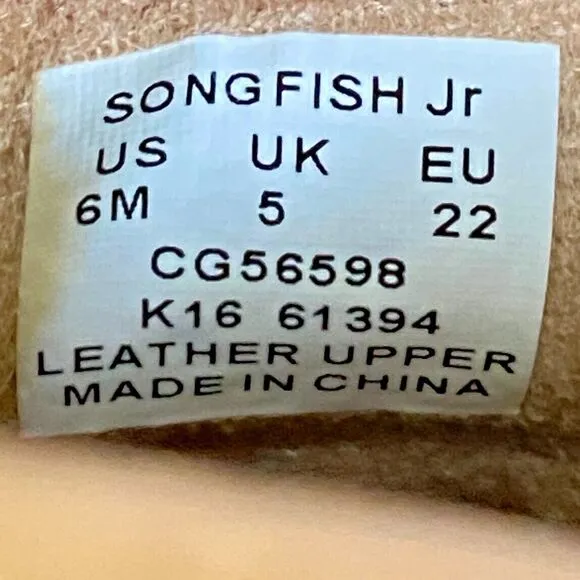 SONGFISH Jr
US UK EU
6M 5 22
CG56598
K16 61394
LEATHER UPPER
MADE IN CHINA